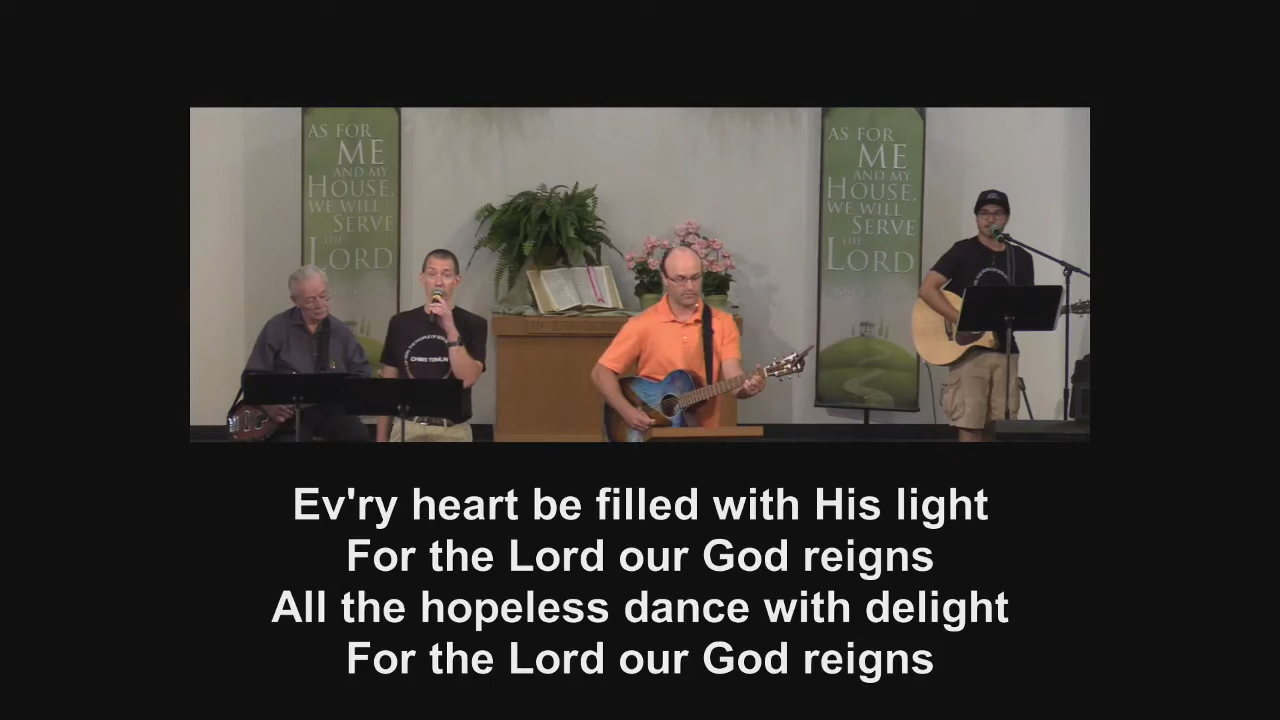 AS FOR
ME
AND MY
HOUSE,
WE WILL
SERVE
THE
LORD
AS FOR
ME
AND MY
HOUSE,
WE WILL
SERVE
THE
LORD
CHRIS TOMLIN
Ev'ry heart be filled with His light
For the Lord our God reigns
All the hopeless dance with delight
For the Lord our God reigns